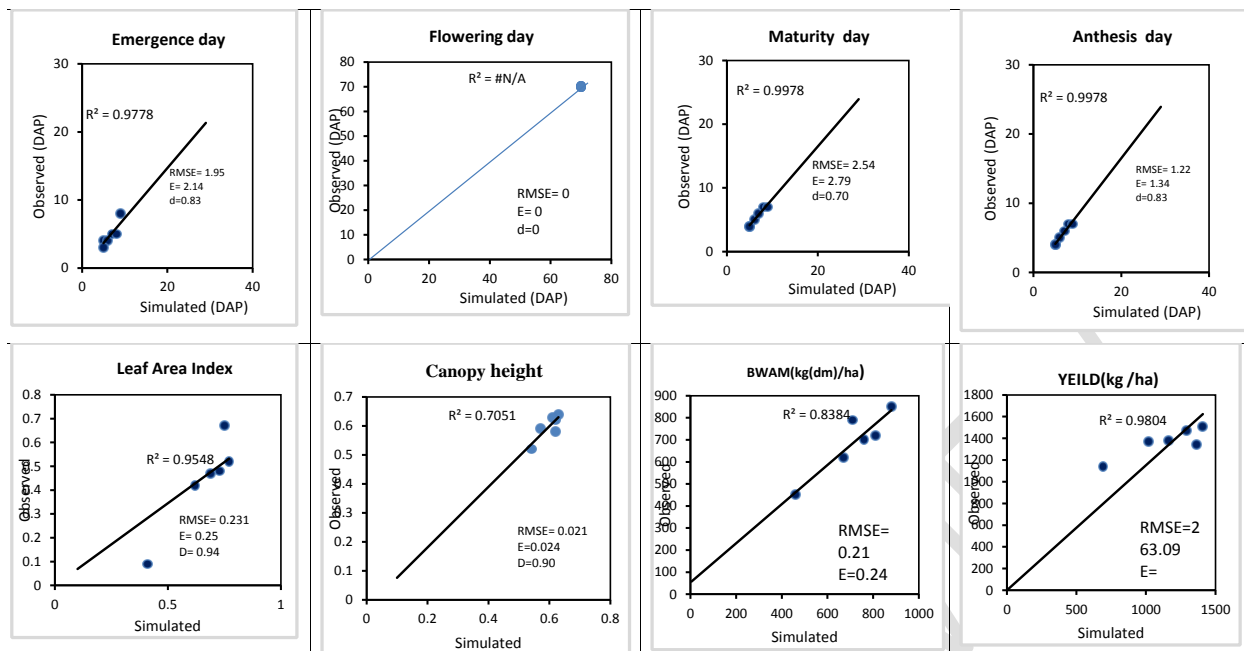 Emergence day
30
20
10
0
0
20
40
R² = 0.9778
RMSE= 1.95
E= 2.14
d=0.83
Observed (DAP)
Simulated (DAP)
Flowering day
80
70
60
50
40
30
20
10
0
0
20
40
60
80
R² = #N/A
RMSE= 0
E= 0
d=0
Observed (DAP)
Simulated (DAP)
Maturity day
30
20
10
0
0
20
40
R² = 0.9978
RMSE= 2.54
E= 2.79
d=0.70
Observed (DAP)
Simulated (DAP)
Anthesis day
30
20
10
0
0
20
40
R² = 0.9978
RMSE= 1.22
E= 1.34
d=0.83
Observed (DAP)
Simulated (DAP)
Leaf Area Index
0.8
0.7
0.6
0.5
0.4
0.3
0.2
0.1
0
0
0.5
1
R² = 0.9548
RMSE= 0.231
E= 0.25
D= 0.94
Observed
Simulated
Canopy height
0.7
0.6
0.5
0.4
0.3
0.2
0.1
0
0
0.2
0.4
0.6
0.8
R² = 0.7051
RMSE= 0.021
E=0.024
D=0.90
Observed
Simulated
BWAM(kg(dm)/ha)
900
800
700
600
500
400
300
200
100
0
0
200
400
600
800
1000
R² = 0.8384
RMSE=
0.21
E=0.24
Observed
Simulated
YEILD(kg /ha)
1800
1600
1400
1200
1000
800
600
400
200
0
0
500
1000
1500
R² = 0.9804
RMSE=2
63.09
E=
Observed
Simulated